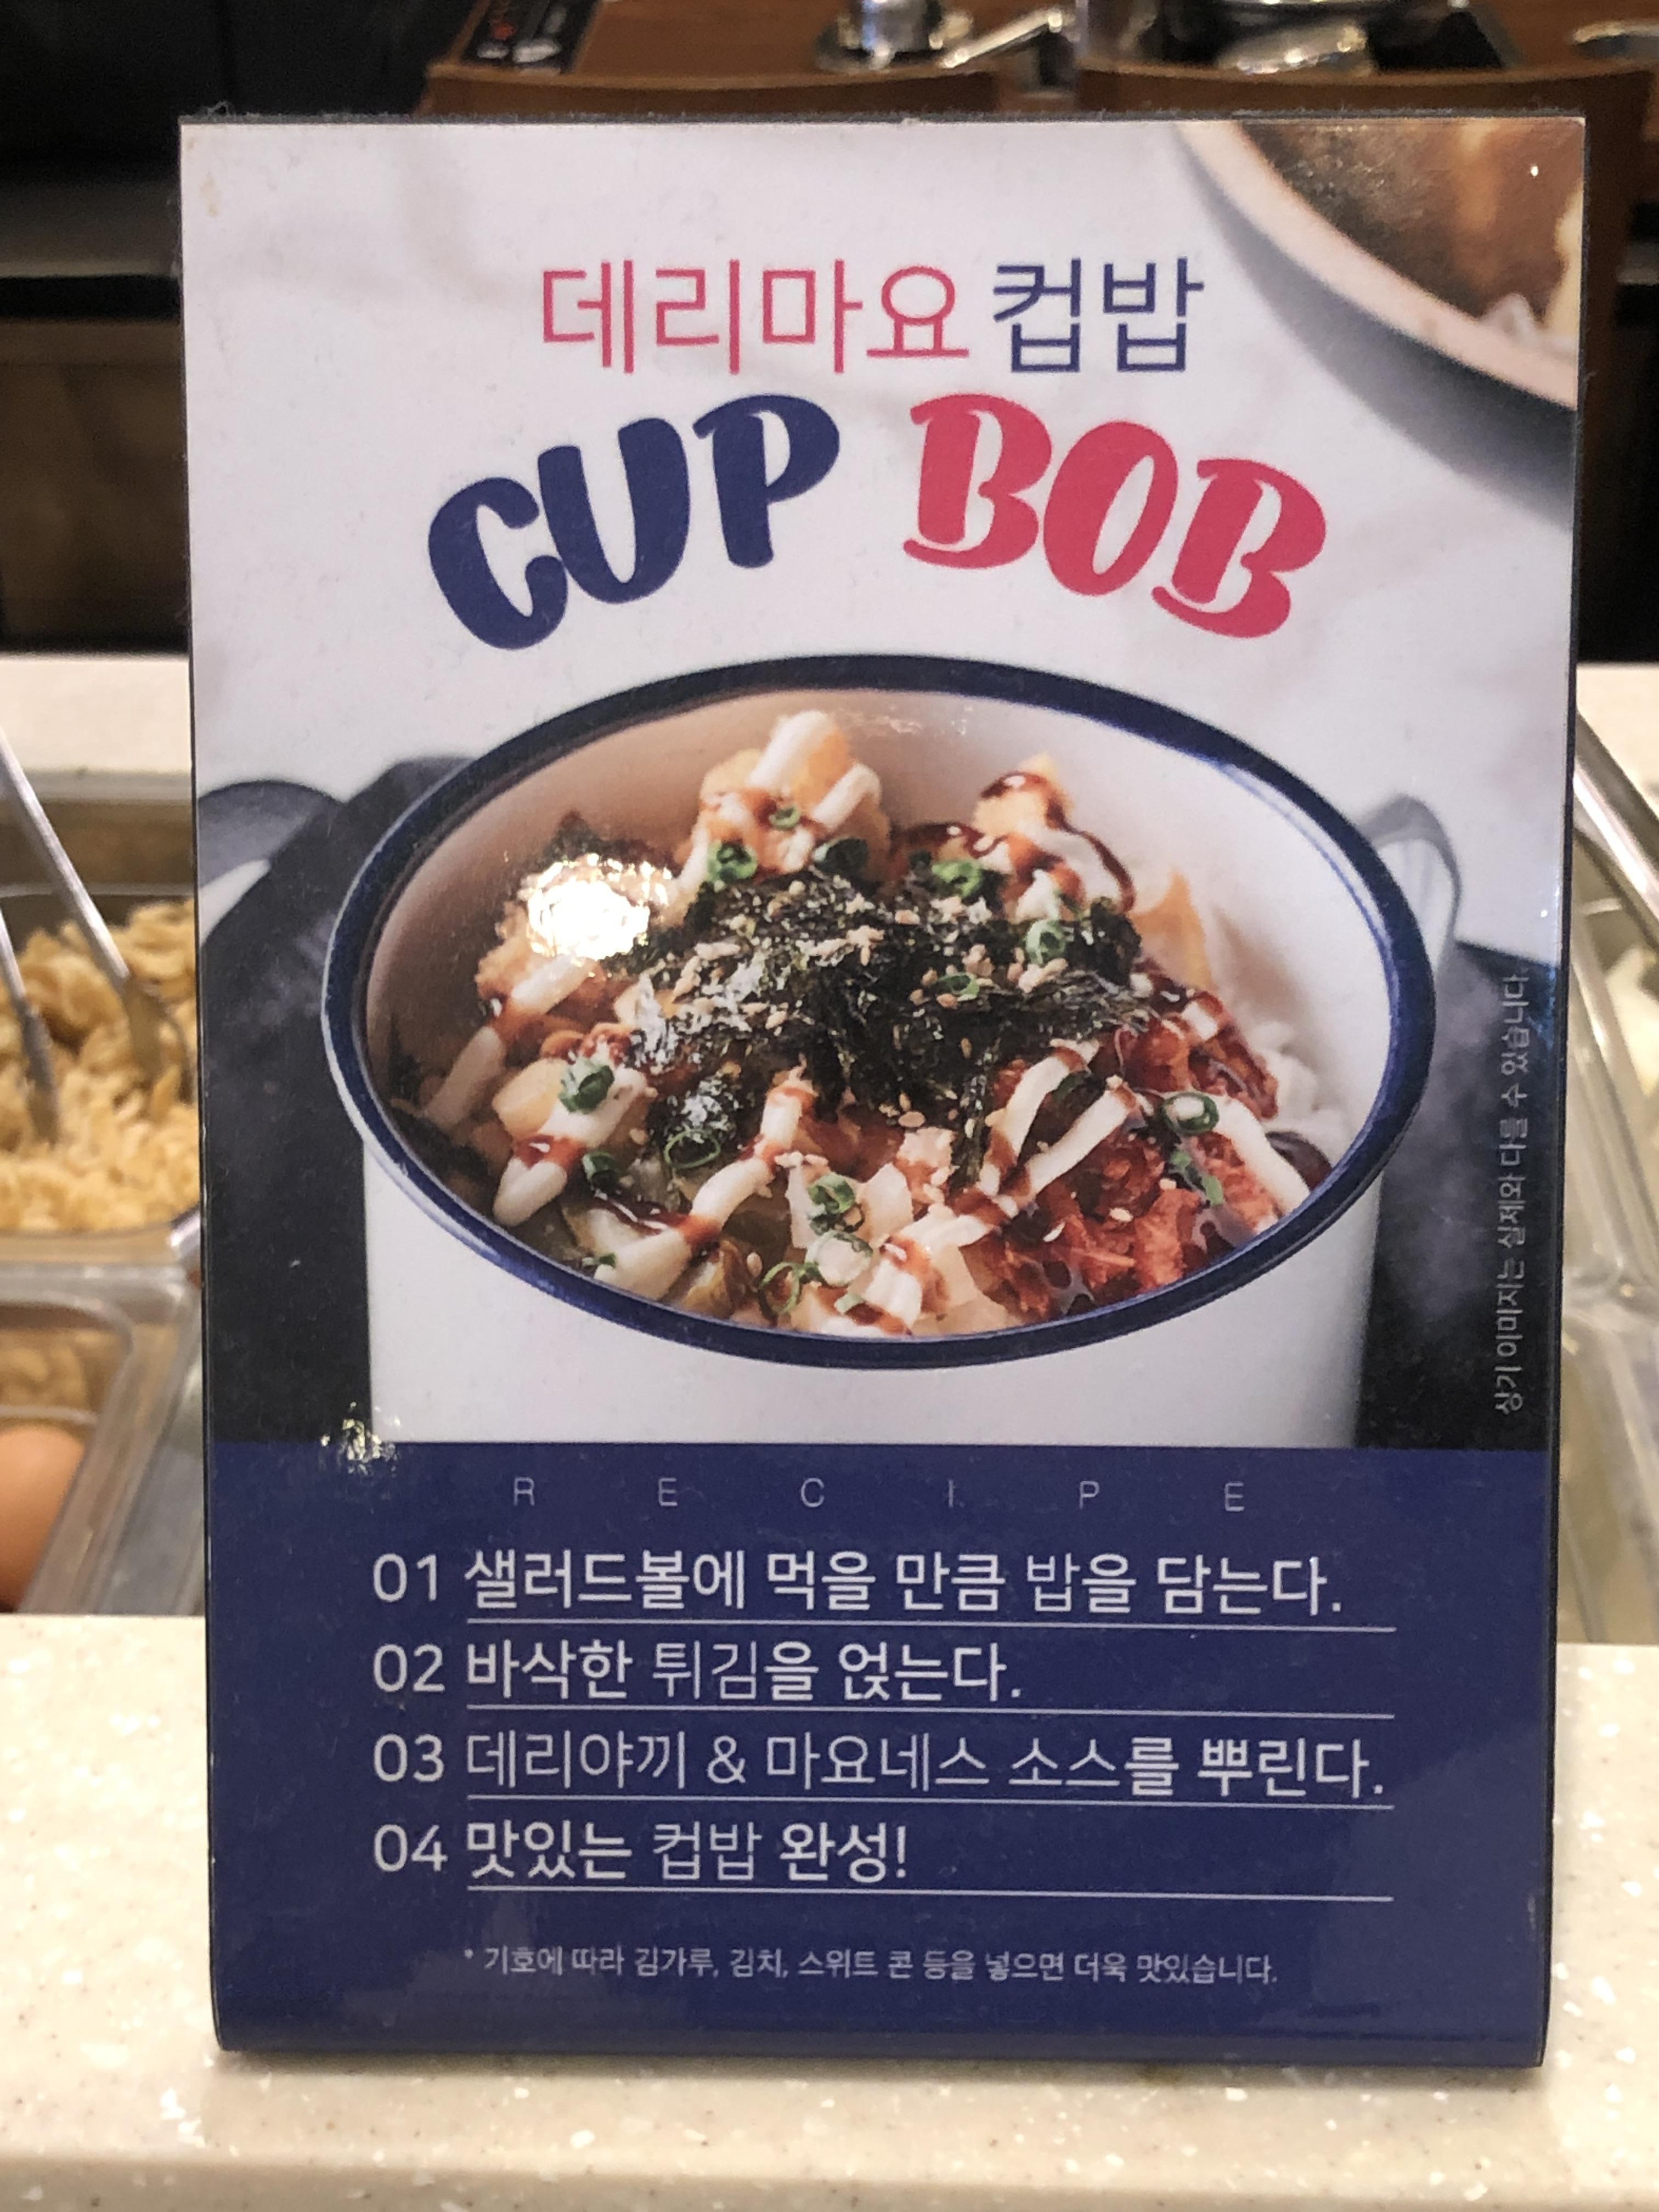 데리마요 컵밥
CUP BOB
상기 이미지는 실제와 다를 수 있습니다.
RECIPE
01 샐러드볼에 먹을 만큼 밥을 담는다.
02 바삭한 튀김을 얹는다.
03 데리야끼 & 마요네스 소스를 뿌린다.
04 맛있는 컵밥 완성!
* 기호에 따라 김가루, 김치, 스위트 콘 등을 넣으면 더욱 맛있습니다.